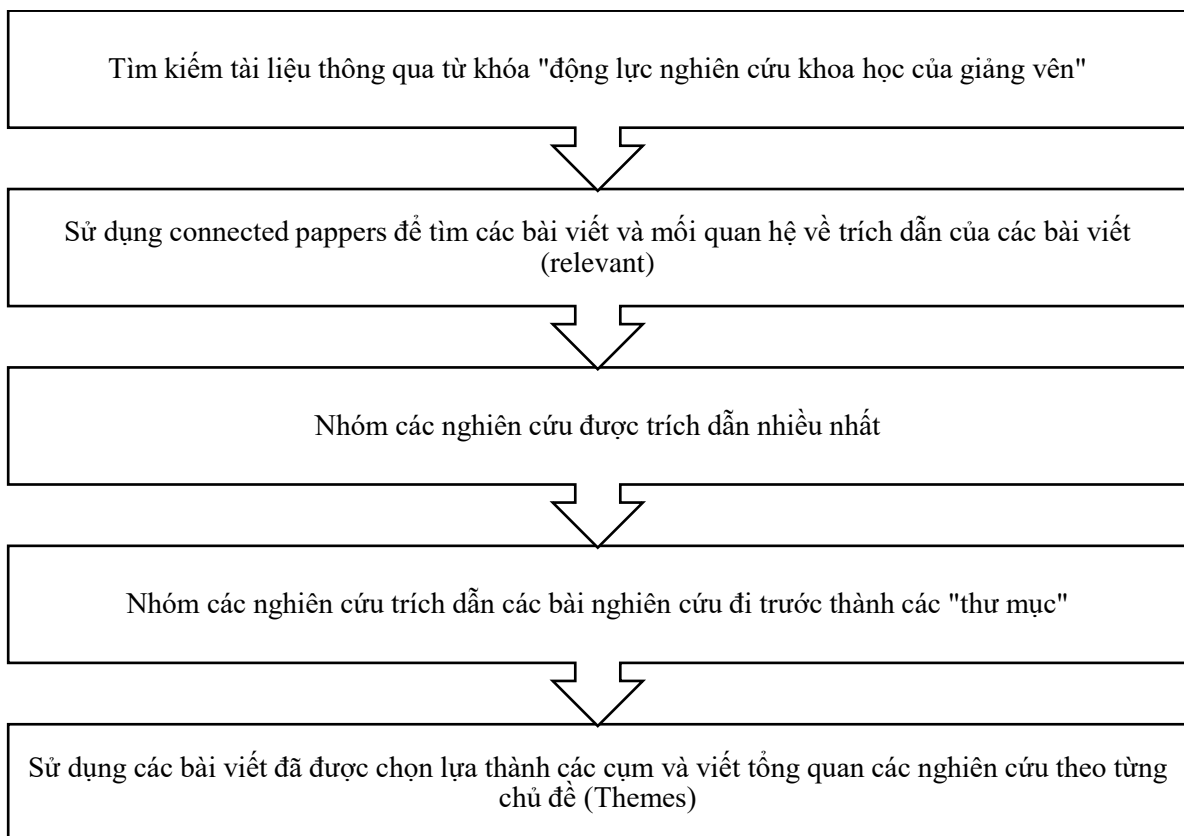 Tìm kiếm tài liệu thông qua từ khóa "động lực nghiên cứu khoa học của giảng vên"
Sử dụng connected pappers để tìm các bài viết và mối quan hệ về trích dẫn của các bài viết
(relevant)
Nhóm các nghiên cứu được trích dẫn nhiều nhất
Nhóm các nghiên cứu trích dẫn các bài nghiên cứu đi trước thành các "thư mục"
Sử dụng các bài viết đã được chọn lựa thành các cụm và viết tổng quan các nghiên cứu theo từng
chủ đề (Themes)